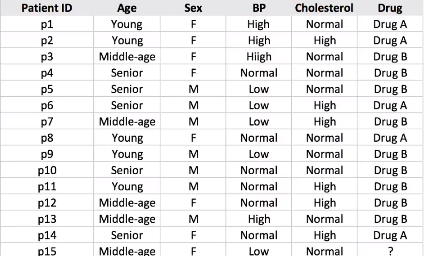 Patient ID Age Sex BP Cholesterol Drug
p1 Young F High Normal Drug A
p2 Young F High High Drug A
p3 Middle-age F Hiigh Normal Drug B
p4 Senior F Normal Normal Drug B
p5 Senior M Low Normal Drug B
p6 Senior M Low High Drug A
p7 Middle-age M Low High Drug B
p8 Young F Normal Normal Drug A
p9 Young M Low Normal Drug B
p10 Senior M Normal Normal Drug B
p11 Young M Normal High Drug B
p12 Middle-age F Normal High Drug B
p13 Middle-age M High Normal Drug B
p14 Senior F Normal High Drug A
p15 Middle-age F Low Normal ?